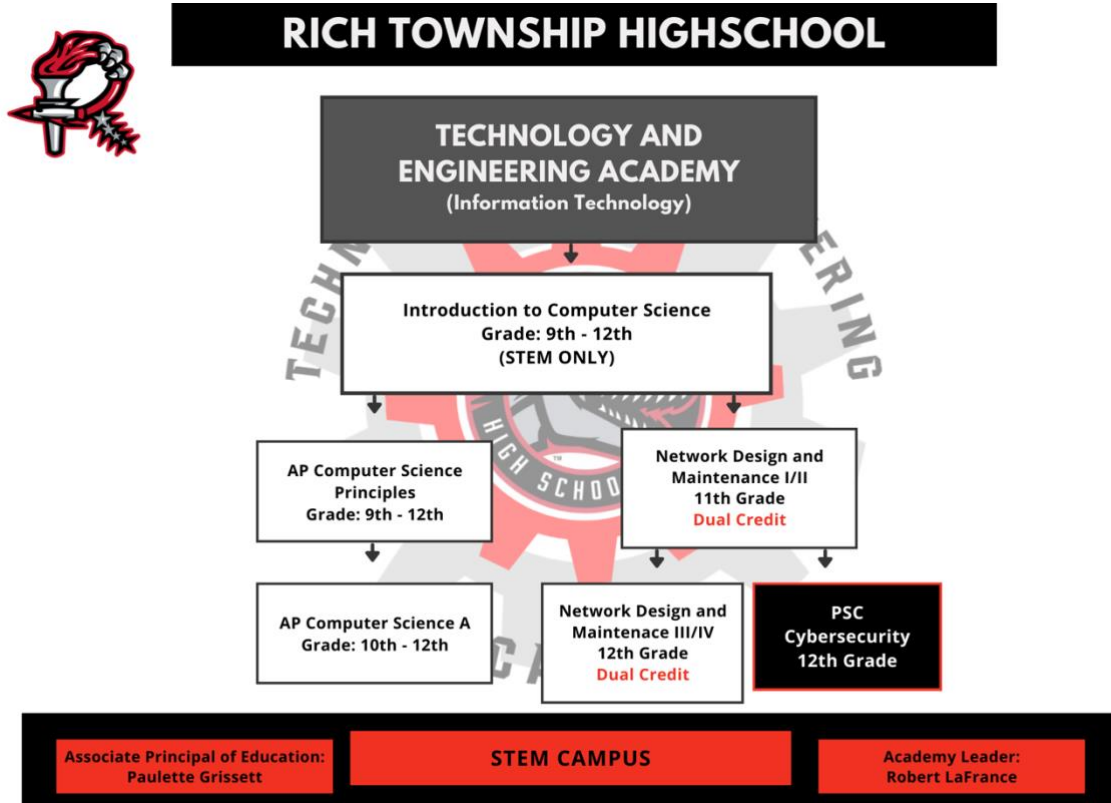 RICH TOWNSHIP HIGHSCHOOL
TECHNOLOGY AND
ENGINEERING ACADEMY
(Information Technology)
Introduction to Computer Science
Grade: 9th - 12th
(STEM ONLY)
AP Computer Science
Principles
Grade: 9th - 12th
Network Design and
Maintenance I/II
11th Grade
Dual Credit
HIGH SCHOO
TM
AP Computer Science A
Grade: 10th - 12th
Network Design and
Maintenace III/IV
12th Grade
Dual Credit
PSC
Cybersecurity
12th Grade
Associate Principal of Education:
Paulette Grissett
STEM CAMPUS
Academy Leader:
Robert LaFrance